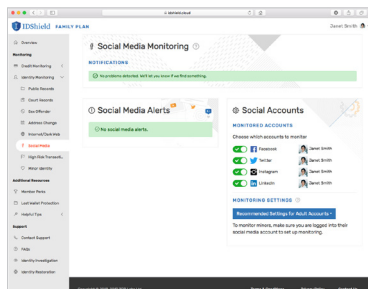 IDShield FAMILY PLAN
Janet Smith
Overview
Monitoring
Credit Monitoring
Identity Monitoring
Public Records
Court Records
Sex Offender
Address Change
Internet/Dark Web
Social Media
High Risk Transacti...
Minor Identity
Additional Resources
Member Perks
Lost Wallet Protection
Helpful Tips
Support
Contact Support
FAQs
Identity Investigation
Identity Restoration
Social Media Monitoring
NOTIFICATIONS
No problems detected. We'll let you know if we find something.
Social Media Alerts
No social media alerts.
Social Accounts
MONITORED ACCOUNTS
Choose which accounts to monitor
Facebook Janet Smith
Twitter Janet Smith
Instagram Janet Smith
LinkedIn Janet Smith
MONITORING SETTINGS
Recommended Settings for Adult Accounts
To monitor minors, make sure you are logged into their
social media account to set up monitoring.